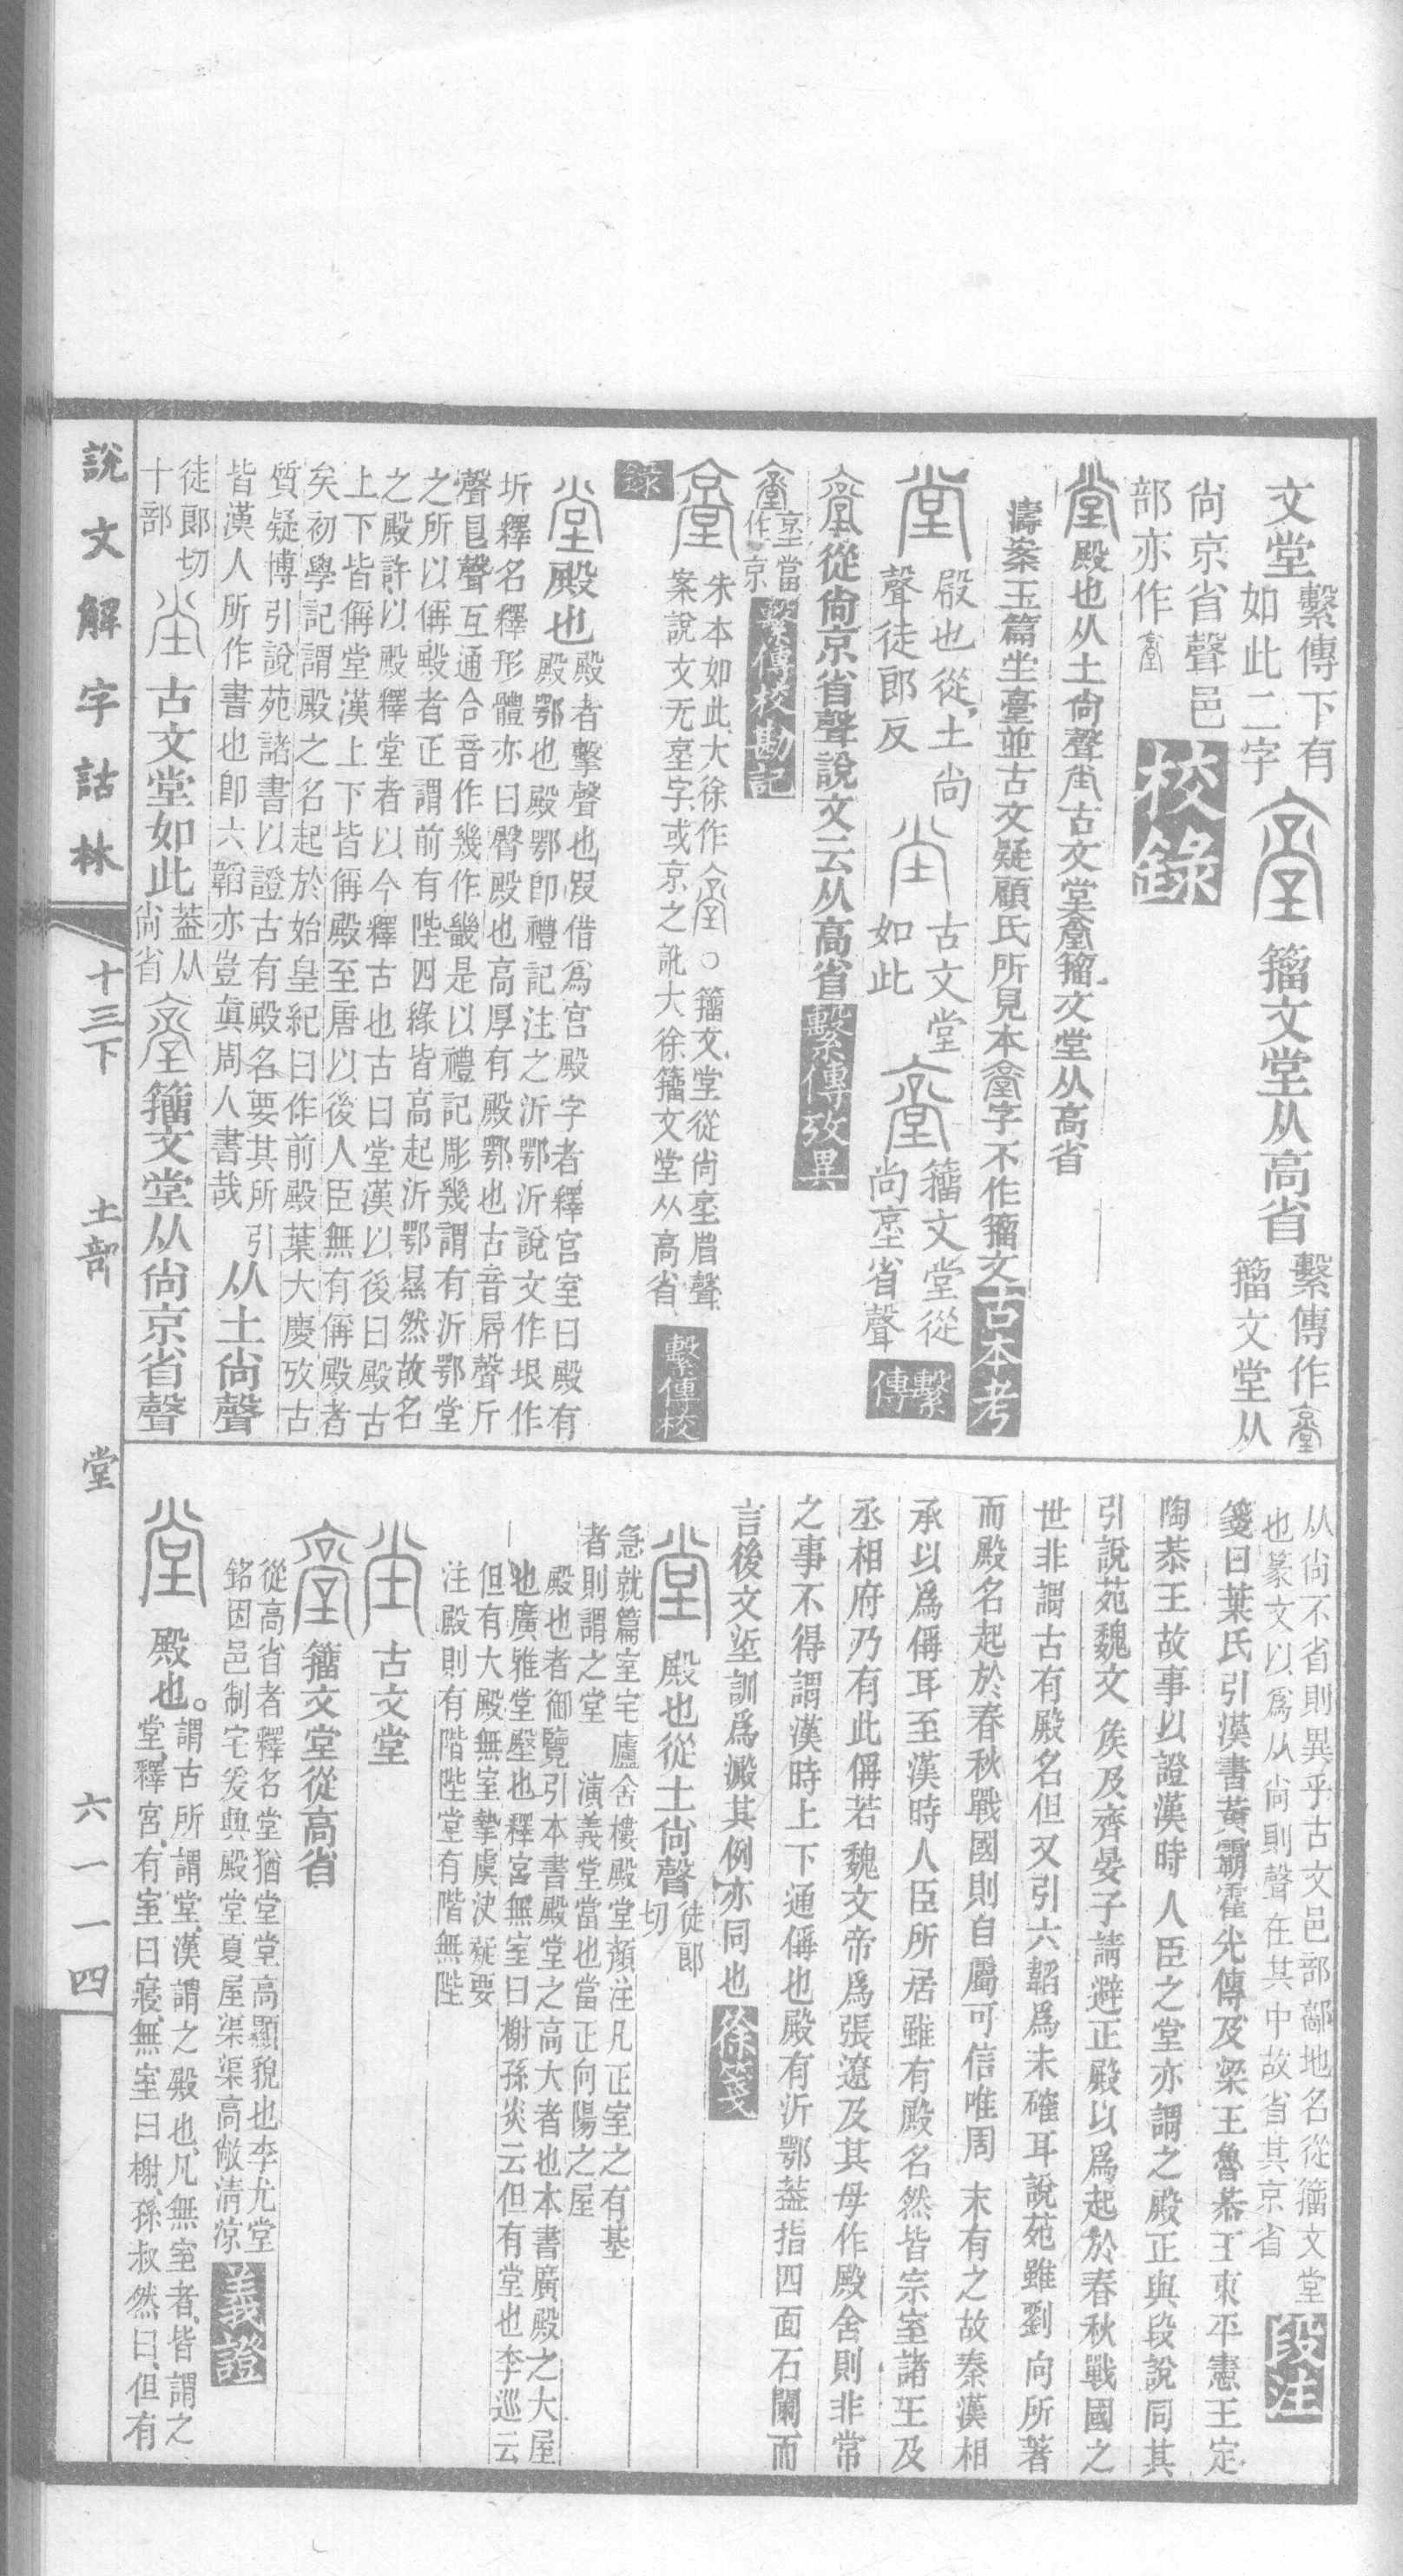 文堂
繫傳下有
如此二字
籒文堂从高省
繫傳作
籒文堂从
尙京省聲邑
部亦作
校錄
堂殿也从土尙聲坣古文堂𡌊籒文堂从高省
濤案玉篇坣臺並古文疑顧氏所見本字不作籒文古本考
堂
殿也從土尚
聲徒郎反
坣
古文堂
如此
籒文堂從
尚省聲
繫傳
從尙京省聲說文云从高省繫傳攷異
當
作京
繫傳校勘記
朱本如此大徐作○籒文堂從尙聲
案說文无字或京之訛大徐籒文堂从高省
繫傳校
錄
堂殿也
殿者擊聲也叚借爲宮殿字者釋宮室曰殿有
殿鄂也殿鄂卽禮記注之沂鄂沂說文作垠作
圻釋名釋形體亦曰臀殿也高厚有殿鄂也古音屍聲斤
聲㫐聲互通合音作幾作畿是以禮記彫幾謂有沂鄂堂
之所以偁殿者正謂前有陛四緣皆高起沂鄂㬎然故名
之殿許以殿釋堂者以今釋古也古曰堂漢以後曰殿古
上下皆偁堂漢上下皆偁殿至唐以後人臣無有偁殿者
矣初學記謂殿之名起於始皇紀曰作前殿葉大慶攷古
質疑博引說苑諸書以證古有殿名要其所引
皆漢人所作書也卽六韜亦豈眞周人書哉
从土尙聲
徒郎切
十部
坣
古文堂如此
葢从
尙省
籒文堂从尙京省聲
从尙不省則異乎古文邑部鄌地名從籒文堂
也篆文以爲从尙則聲在其中故省其京省
段注
箋曰葉氏引漢書黃霸霍光傳及梁王魯恭王東平憲王定
陶恭王故事以證漢時人臣之堂亦謂之殿正與段說同其
引說苑魏文矦及齊晏子請避正殿以爲起於春秋戰國之
世非謂古有殿名但又引六韜爲未確耳說苑雖劉向所著
而殿名起於春秋戰國則自屬可信唯周末有之故秦漢相
承以爲偁耳至漢時人臣所居雖有殿名然皆宗室諸王及
丞相府乃有此偁若魏文帝爲張遼及其母作殿舍則非常
之事不得謂漢時上下通偁也殿有沂鄂葢指四面石闌而
言後文垽訓爲澱其例亦同也徐箋
堂
殿也從土尙聲
徒郎
切
急就篇室宅廬舍樓殿堂顏注凡正室之有基
者則謂之堂演義堂當也當正向陽之屋
殿也者御覽引本書殿堂之高大者也本書廣殿之大屋
也廣雅堂壂也釋宮無室曰榭孫炎云但有堂也李巡云
但有大殿無室摯虞決疑要
注殿則有階陛堂有階無陛
坣
古文堂
籒文堂從高省
從高省者釋名堂猶堂堂高顯貌也李尤堂
銘因邑制宅爰興殿堂夏屋渠渠高敞淸涼
義證
堂
殿也。
謂古所謂堂漢謂之殿也凡無室者皆謂之
堂釋宮有室曰寢無室曰榭孫叔然曰但有
說文解字詁林
十三下
土部
堂
六一一四